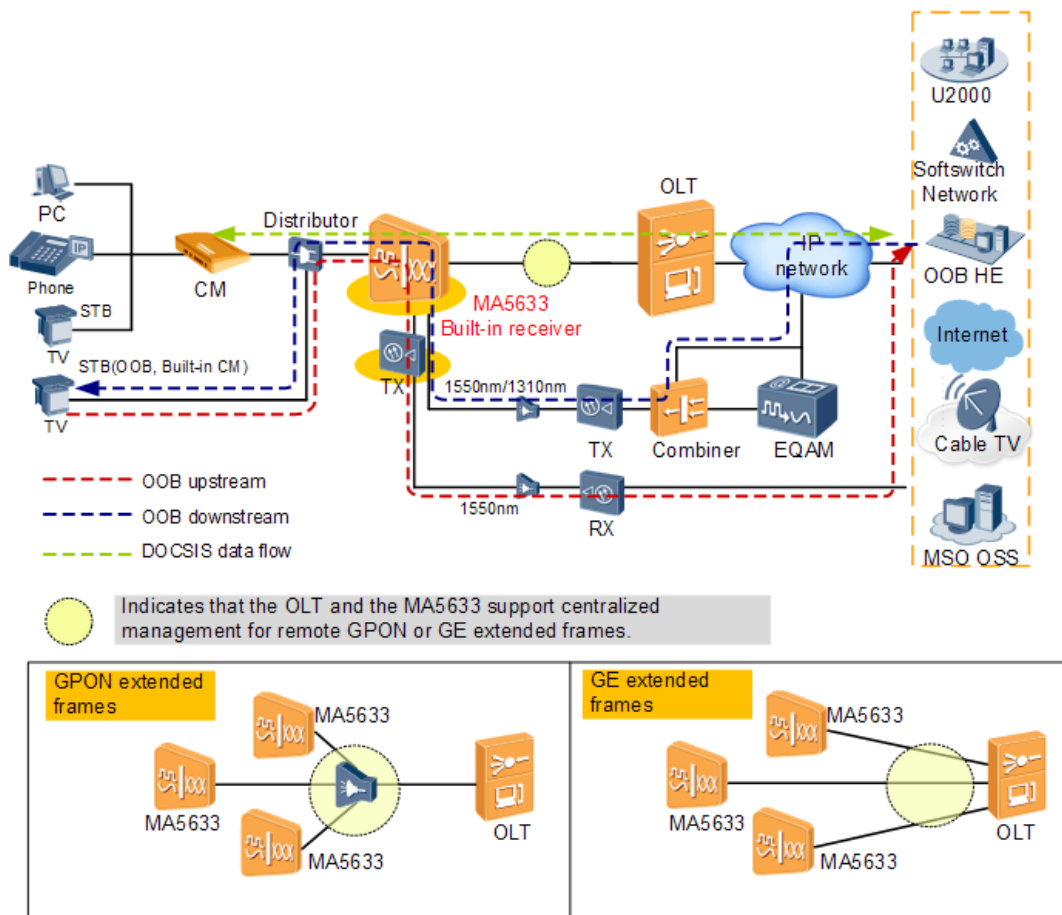 U2000
Softswitch
Network
OLT
PC
Distributor
IP
IP
network
Phone
CM
OOB HE
MA5633
Built-in receiver
STB
TV
TX
Internet
STB(OOB, Built-in CM)
1550nm/1310nm
TV
TX
Combiner
EQAM
Cable TV
OOB upstream
1550nm
OOB downstream
RX
DOCSIS data flow
MSO OSS
Indicates that the OLT and the MA5633 support centralized
management for remote GPON or GE extended frames.
GPON extended
frames
MA5633
MA5633
MA5633
OLT
GE extended
frames
MA5633
MA5633
MA5633
OLT